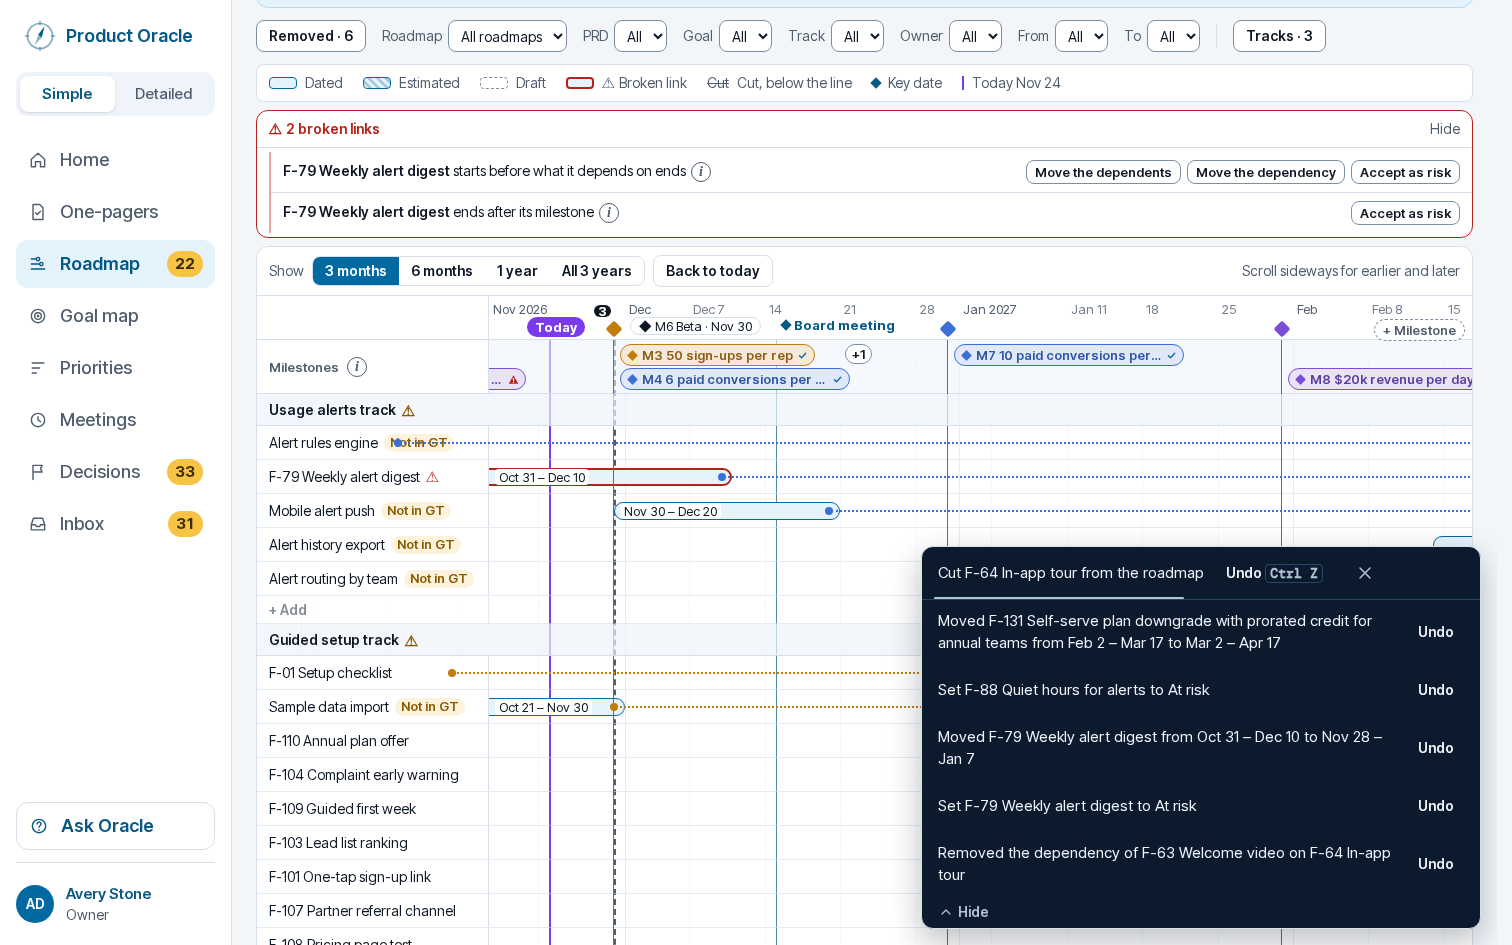 Product Oracle
Simple
Detailed
Home
One-pagers
Roadmap 22
Goal map
Priorities
Meetings
Decisions 33
Inbox 31
Ask Oracle
AD
Avery Stone
Owner
Removed · 6
Roadmap All roadmaps
PRD All
Goal All
Track All
Owner All
From All
To All
Tracks · 3
Dated
Estimated
Draft
⚠ Broken link
Cut Cut, below the line
Key date
Today Nov 24
⚠ 2 broken links
Hide
F-79 Weekly alert digest starts before what it depends on ends i
Move the dependents
Move the dependency
Accept as risk
F-79 Weekly alert digest ends after its milestone i
Accept as risk
Show
3 months
6 months
1 year
All 3 years
Back to today
Scroll sideways for earlier and later
Nov 2026 3 Dec Dec 7 14 21 28 Jan 2027 Jan 11 18 25 Feb Feb 8 15
Today
M6 Beta · Nov 30
Board meeting
+ Milestone
Milestones i
M3 50 sign-ups per rep ✓
+1
M7 10 paid conversions per... ✓
... ⚠
M4 6 paid conversions per ... ✓
M8 $20k revenue per day
Usage alerts track ⚠
Alert rules engine Not in GT
F-79 Weekly alert digest ⚠
Oct 31 – Dec 10
Mobile alert push Not in GT
Nov 30 – Dec 20
Alert history export Not in GT
Alert routing by team Not in GT
+ Add
Guided setup track ⚠
F-01 Setup checklist
Sample data import Not in GT
Oct 21 – Nov 30
F-110 Annual plan offer
F-104 Complaint early warning
F-109 Guided first week
F-103 Lead list ranking
F-101 One-tap sign-up link
F-107 Partner referral channel
F-108 Pricing page test
Cut F-64 In-app tour from the roadmap
Undo Ctrl Z
Moved F-131 Self-serve plan downgrade with prorated credit for
annual teams from Feb 2 – Mar 17 to Mar 2 – Apr 17
Undo
Set F-88 Quiet hours for alerts to At risk
Undo
Moved F-79 Weekly alert digest from Oct 31 – Dec 10 to Nov 28 –
Jan 7
Undo
Set F-79 Weekly alert digest to At risk
Undo
Removed the dependency of F-63 Welcome video on F-64 In-app
tour
Undo
Hide